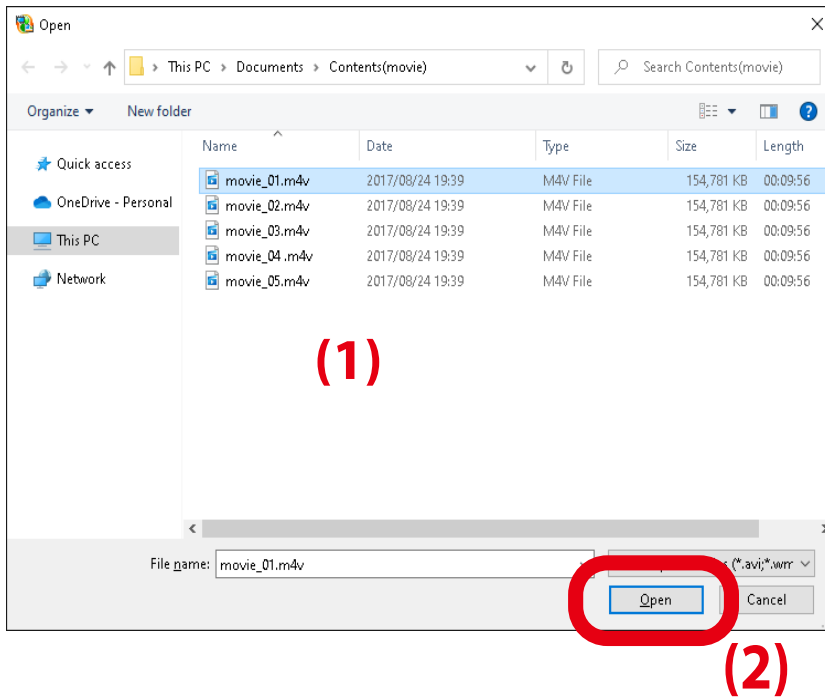 Open
This PC > Documents > Contents(movie)
Search Contents(movie)
Organize
New folder
Name Date Type Size Length
Quick access
OneDrive - Personal
This PC
Network
movie_01.m4v 2017/08/24 19:39 M4V File 154,781 KB 00:09:56
movie_02.m4v 2017/08/24 19:39 M4V File 154,781 KB 00:09:56
movie_03.m4v 2017/08/24 19:39 M4V File 154,781 KB 00:09:56
movie_04 .m4v 2017/08/24 19:39 M4V File 154,781 KB 00:09:56
movie_05.m4v 2017/08/24 19:39 M4V File 154,781 KB 00:09:56
(1)
File name: movie_01.m4v
(*.avi;*.wm
Open Cancel
(2)